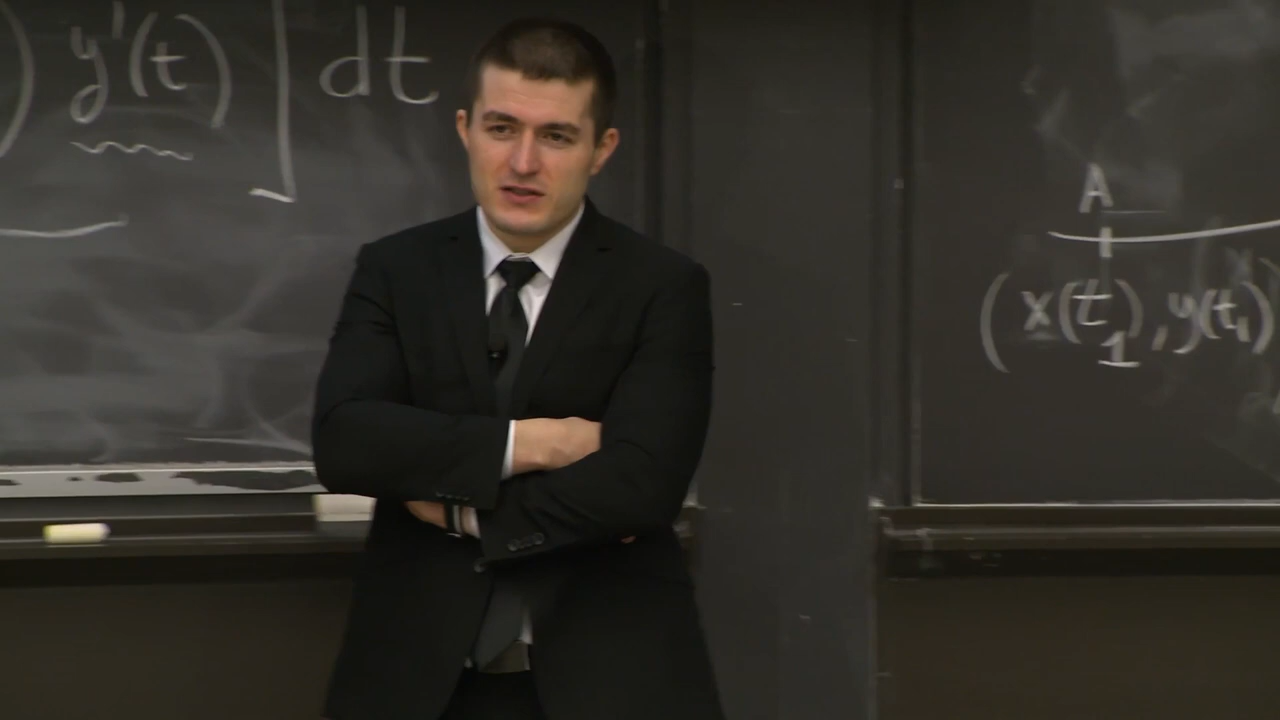 ) y'(t) ] dt
A
(x(t₁), y(t₁)